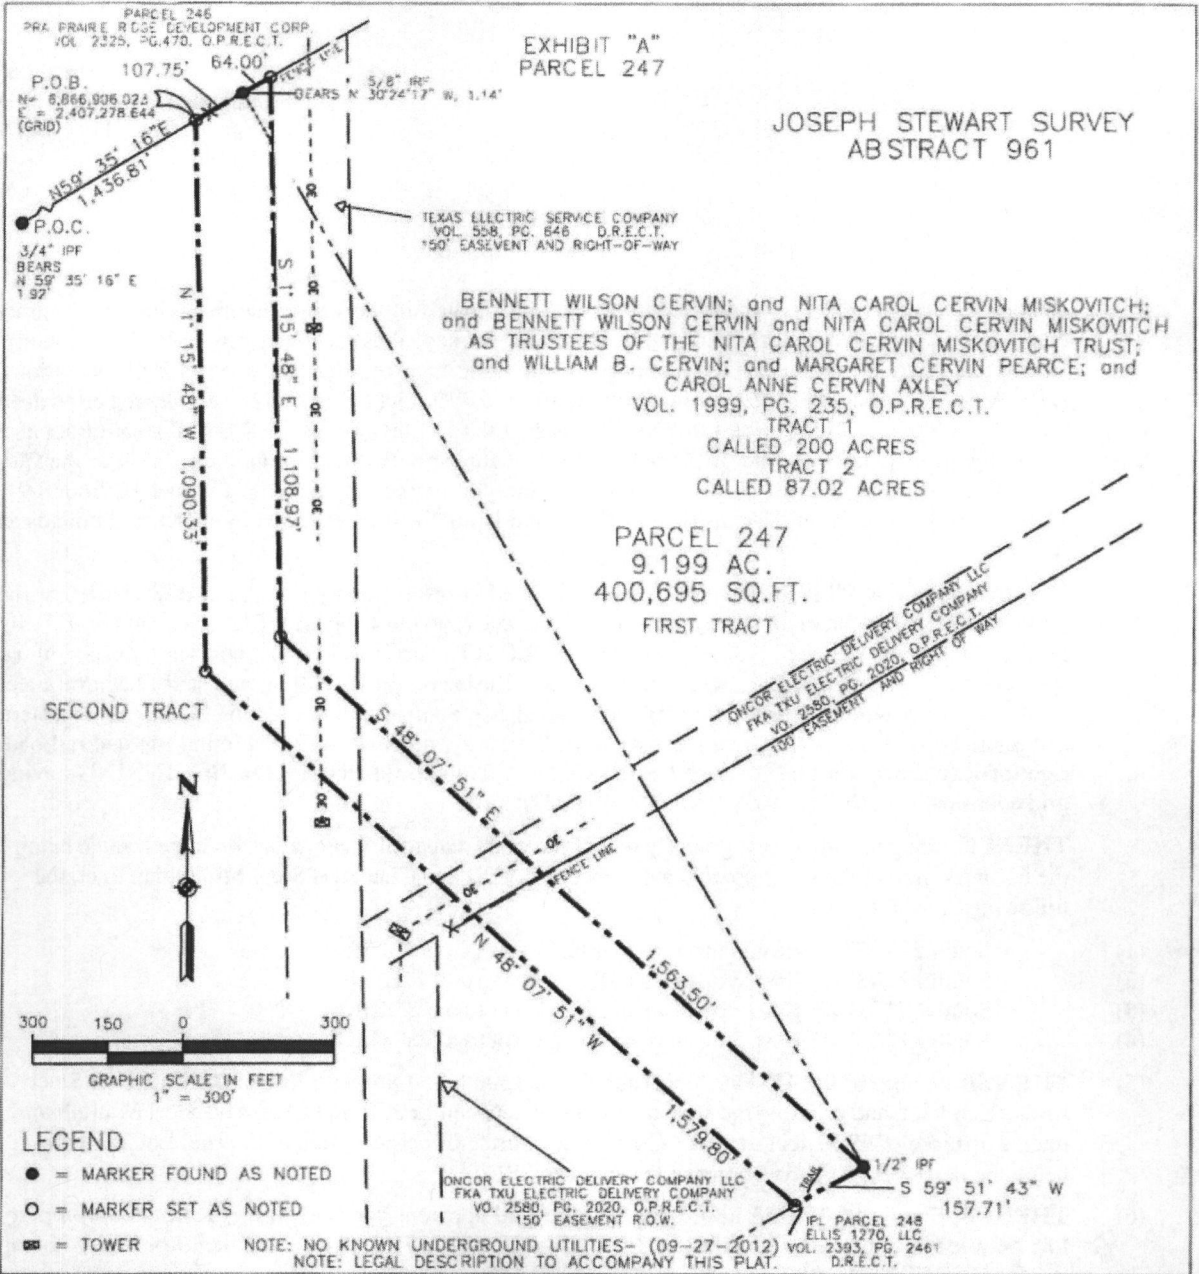 PARCEL 246
PRA PRAIRIE RIDGE DEVELOPMENT CORP.
VOL. 2325, PG.470, O.P.R.E.C.T.
EXHIBIT "A"
PARCEL 247
107.75'
64.00'
FENCE LINE
P.O.B.
N= 6,866,906.023
E = 2,407,278.644
(GRID)
5/8" IRF
BEARS N 30°24'17" W, 1.14'
JOSEPH STEWART SURVEY
ABSTRACT 961
N59° 35' 16"E
1,436.81'
P.O.C.
3/4" IPF
BEARS
N 59° 35' 16" E
1.92'
30
TEXAS ELECTRIC SERVICE COMPANY
VOL. 558, PG. 646 D.R.E.C.T.
150' EASEMENT AND RIGHT-OF-WAY
30
N 1° 15' 48" W 1,090.33'
S 1° 15' 48" E 1,108.97'
BENNETT WILSON CERVIN; and NITA CAROL CERVIN MISKOVITCH;
and BENNETT WILSON CERVIN and NITA CAROL CERVIN MISKOVITCH
AS TRUSTEES OF THE NITA CAROL CERVIN MISKOVITCH TRUST;
and WILLIAM B. CERVIN; and MARGARET CERVIN PEARCE; and
CAROL ANNE CERVIN AXLEY
VOL. 1999, PG. 235, O.P.R.E.C.T.
TRACT 1
CALLED 200 ACRES
TRACT 2
CALLED 87.02 ACRES
30
30
PARCEL 247
9.199 AC.
400,695 SQ.FT.
FIRST TRACT
ONCOR ELECTRIC DELIVERY COMPANY LLC
FKA TXU ELECTRIC DELIVERY COMPANY
VO. 2580, PG. 2020, O.P.R.E.C.T.
100' EASEMENT AND RIGHT OF WAY
SECOND TRACT
30
S 48° 07' 51" E
30
N
OE
OE
FENCE LINE
N 48° 07' 51" W
1,563.50'
1,579.80'
300 150 0 300
GRAPHIC SCALE IN FEET
1" = 300'
LEGEND
= MARKER FOUND AS NOTED
= MARKER SET AS NOTED
= TOWER
ONCOR ELECTRIC DELIVERY COMPANY LLC
FKA TXU ELECTRIC DELIVERY COMPANY
VO. 2580, PG. 2020, O.P.R.E.C.T.
150' EASEMENT R.O.W.
TRAIL
1/2" IPF
S 59° 51' 43" W
157.71'
IPL PARCEL 248
ELLIS 1270, LLC
VOL. 2393, PG. 2461
D.R.E.C.T.
NOTE: NO KNOWN UNDERGROUND UTILITIES- (09-27-2012)
NOTE: LEGAL DESCRIPTION TO ACCOMPANY THIS PLAT.